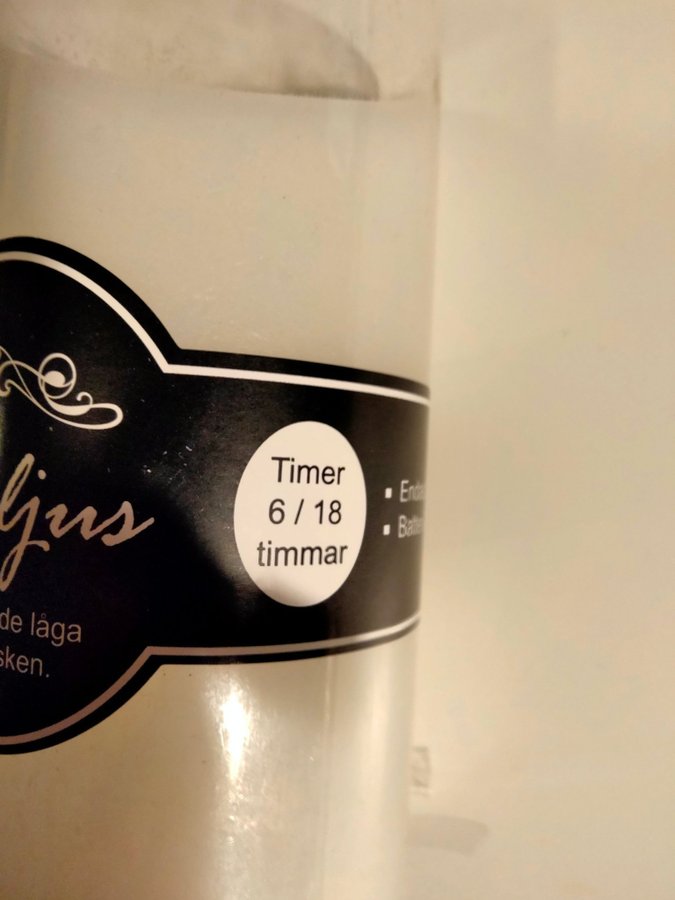 ljus
de låga
sken.
Timer
6 / 18
timmar